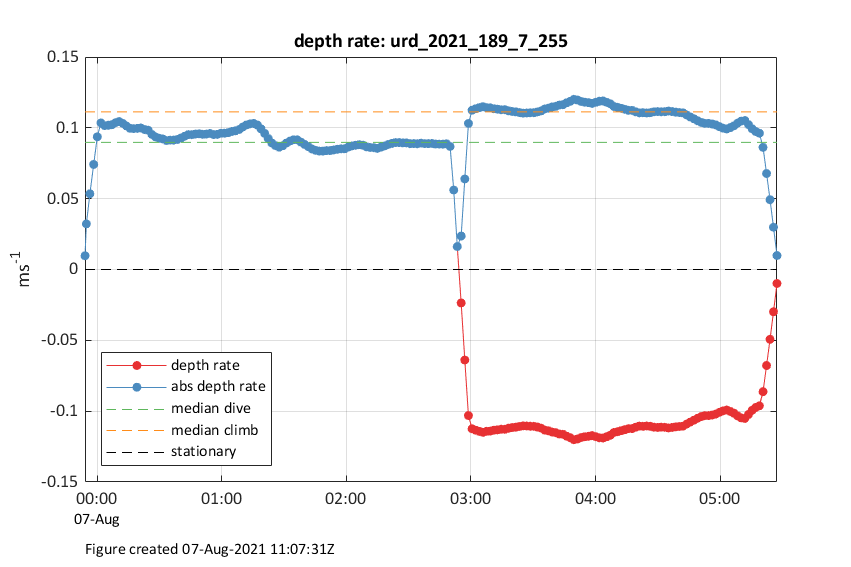 depth rate: urd_2021_189_7_255
0.15
0.1
0.05
0
-0.05
-0.1
-0.15
ms-1
depth rate
abs depth rate
median dive
median climb
stationary
00:00 01:00 02:00 03:00 04:00 05:00
07-Aug
Figure created 07-Aug-2021 11:07:31Z